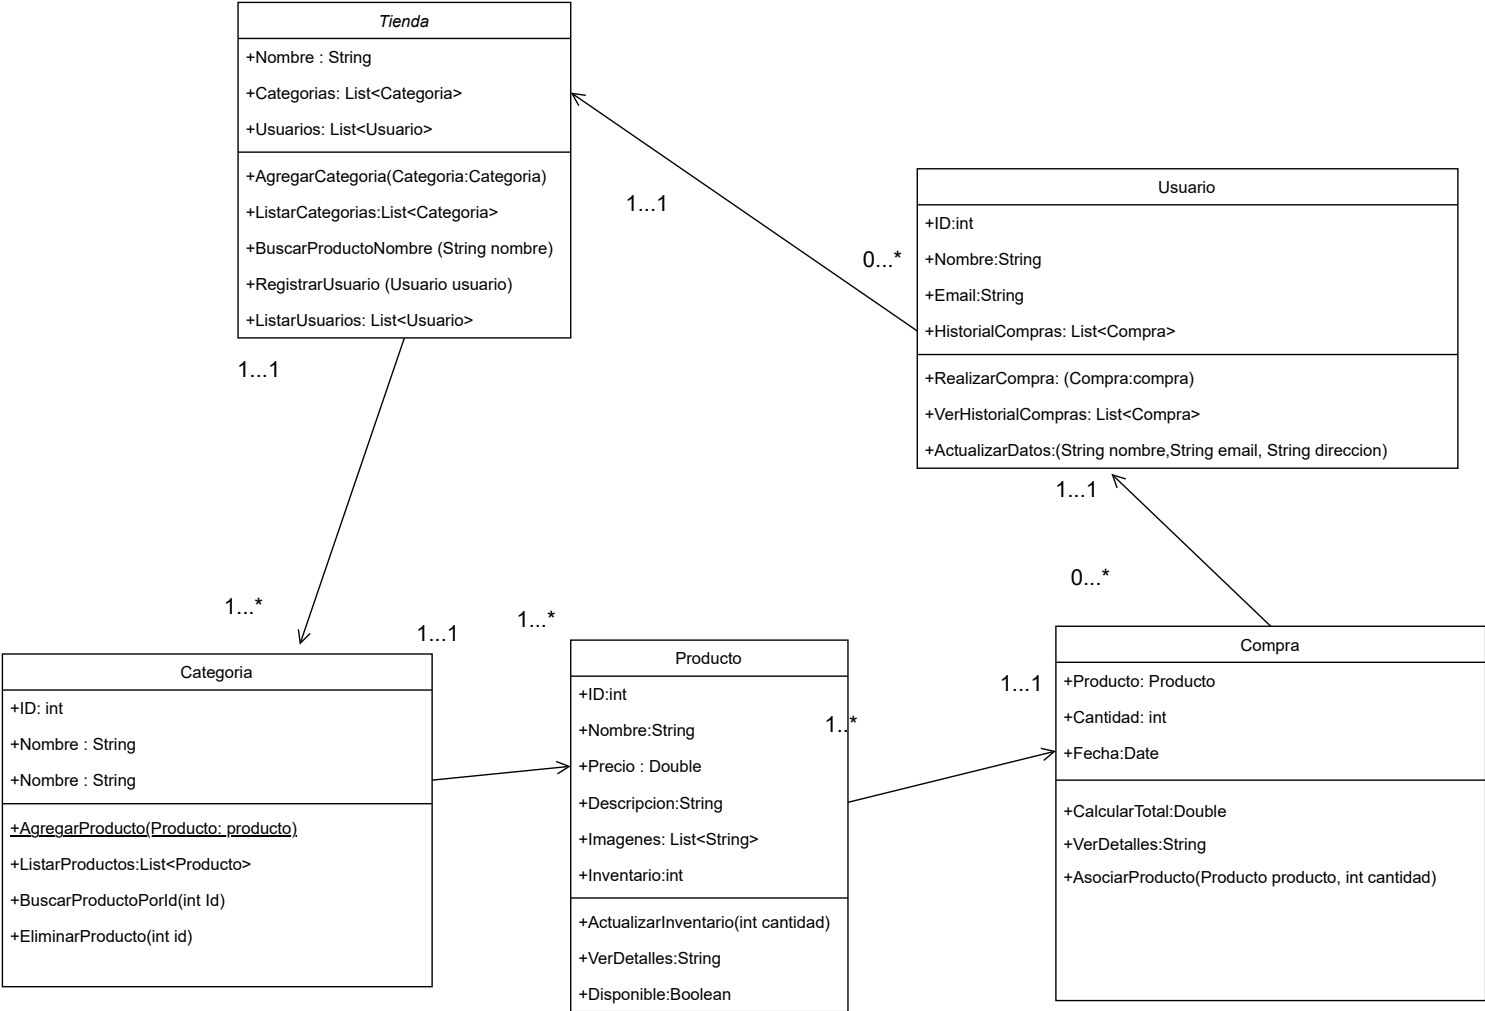 Tienda
+Nombre : String
+Categorias: List<Categoria>
+Usuarios: List<Usuario>
+AgregarCategoria(Categoria:Categoria)
+ListarCategorias:List<Categoria>
+BuscarProductoNombre (String nombre)
+RegistrarUsuario (Usuario usuario)
+ListarUsuarios: List<Usuario>
1...1
0...*
Usuario
+ID:int
+Nombre:String
+Email:String
+HistorialCompras: List<Compra>
+RealizarCompra: (Compra:compra)
+VerHistorialCompras: List<Compra>
+ActualizarDatos:(String nombre,String email, String direccion)
1...1
0...*
1...1
1...*
Categoria
+ID: int
+Nombre : String
+Nombre : String
+AgregarProducto(Producto: producto)
+ListarProductos:List<Producto>
+BuscarProductoPorId(int Id)
+EliminarProducto(int id)
1...1
1...*
Producto
+ID:int
+Nombre:String
+Precio : Double
+Descripcion:String
+Imagenes: List<String>
+Inventario:int
+ActualizarInventario(int cantidad)
+VerDetalles:String
+Disponible:Boolean
1..*
1...1
Compra
+Producto: Producto
+Cantidad: int
+Fecha:Date
+CalcularTotal:Double
+VerDetalles:String
+AsociarProducto(Producto producto, int cantidad)